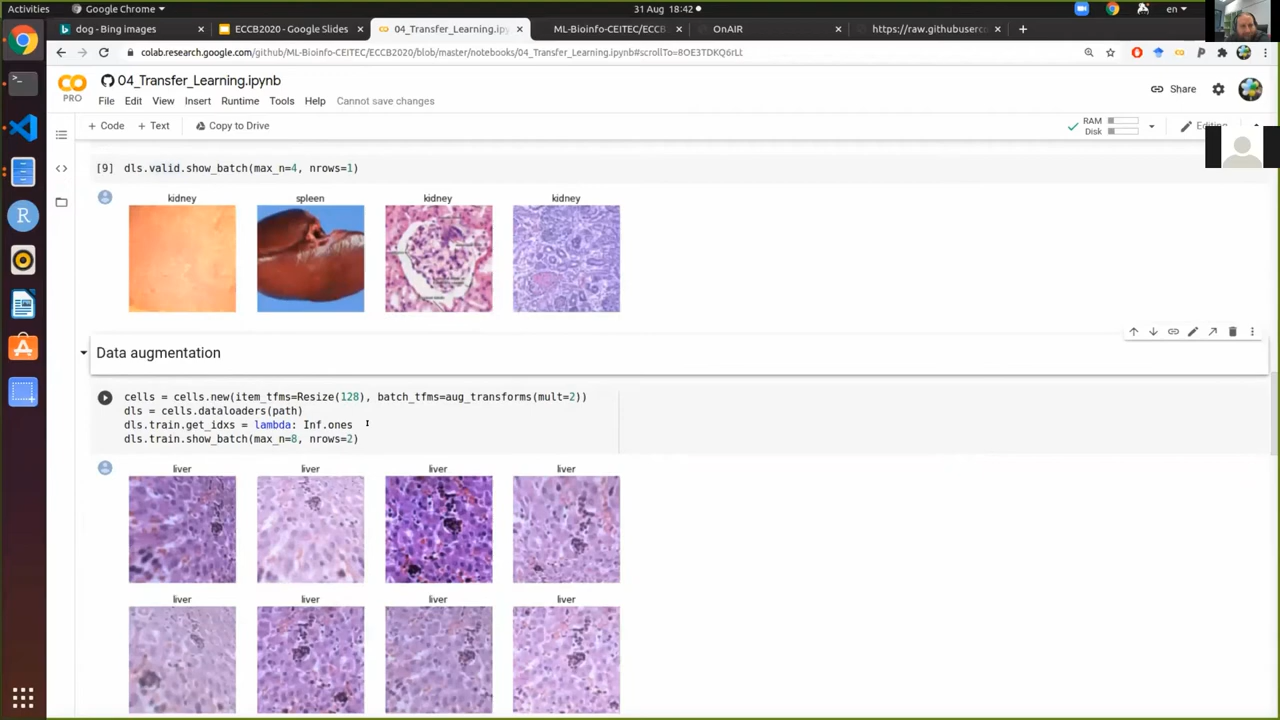 Activities
Google Chrome
31 Aug 18:42
en
dog - Bing images
ECCB2020 - Google Slides
04_Transfer_Learning.ipynb
ML-Bioinfo-CEITEC/ECCB
OnAIR
https://raw.githubuserc
colab.research.google.com/github/ML-Bioinfo-CEITEC/ECCB2020/blob/master/notebooks/04_Transfer_Learning.ipynb#scrollTo=8OE3TDKQ6rLt
PRO
04_Transfer_Learning.ipynb
File Edit View Insert Runtime Tools Help Cannot save changes
Share
+ Code + Text Copy to Drive
RAM
Disk
Editing
[9] dls.valid.show_batch(max_n=4, nrows=1)
kidney spleen kidney kidney
Data augmentation
cells = cells.new(item_tfms=Resize(128), batch_tfms=aug_transforms(mult=2))
dls = cells.dataloaders(path)
dls.train.get_idxs = lambda: Inf.ones
dls.train.show_batch(max_n=8, nrows=2)
liver liver liver liver
liver liver liver liver